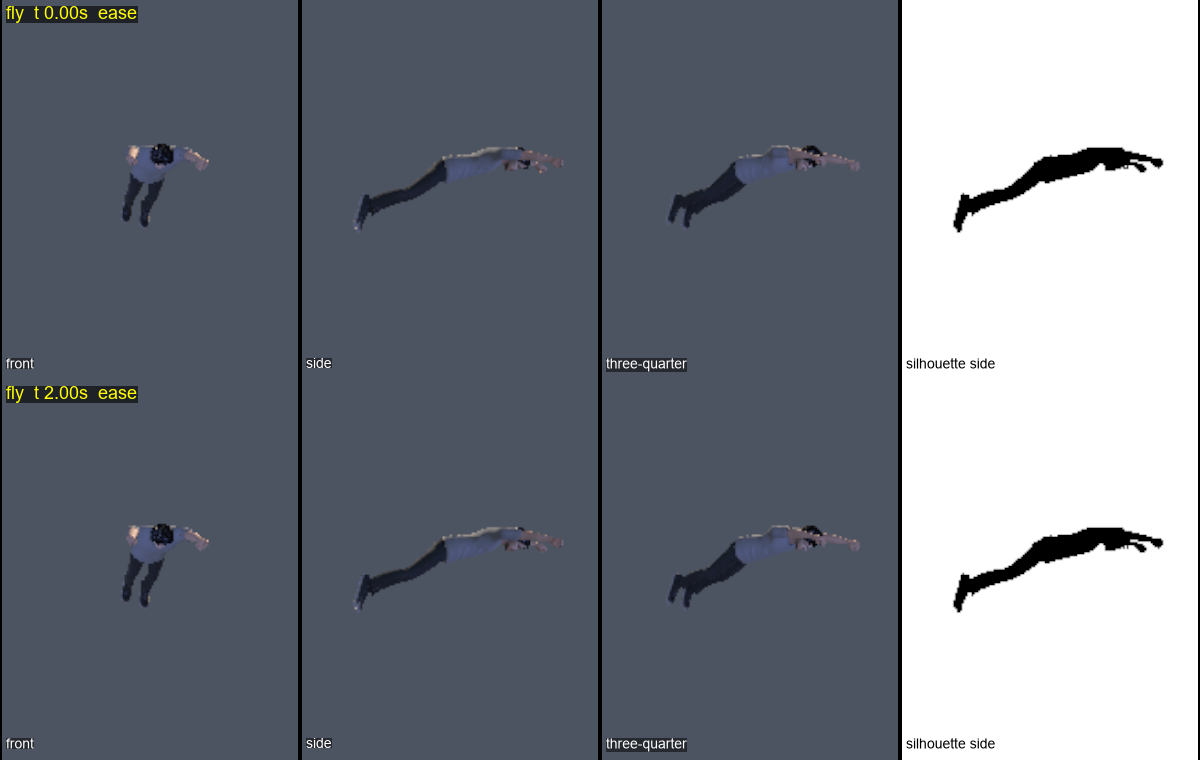 fly t 0.00s ease
front
side
three-quarter
silhouette side
fly t 2.00s ease
front
side
three-quarter
silhouette side